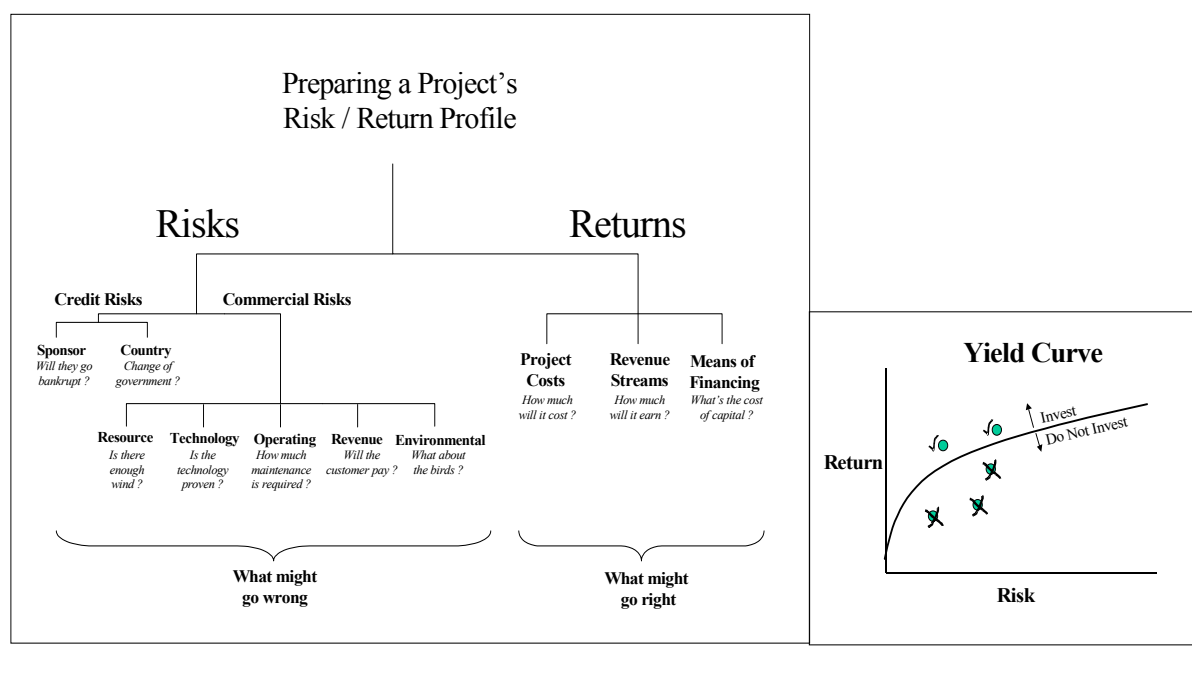 Preparing a Project's
Risk / Return Profile
Risks
Returns
Credit Risks
Commercial Risks
Sponsor
Will they go
bankrupt ?
Country
Change of
government ?
Resource
Is there
enough
wind ?
Technology
Is the
technology
proven ?
Operating
How much
maintenance
is required ?
Revenue
Will the
customer pay ?
Environmental
What about
the birds ?
Project
Costs
How much
will it cost ?
Revenue
Streams
How much
will it earn ?
Means of
Financing
What's the cost
of capital ?
What might
go wrong
What might
go right
Yield Curve
Invest
Do Not Invest
Return
Risk